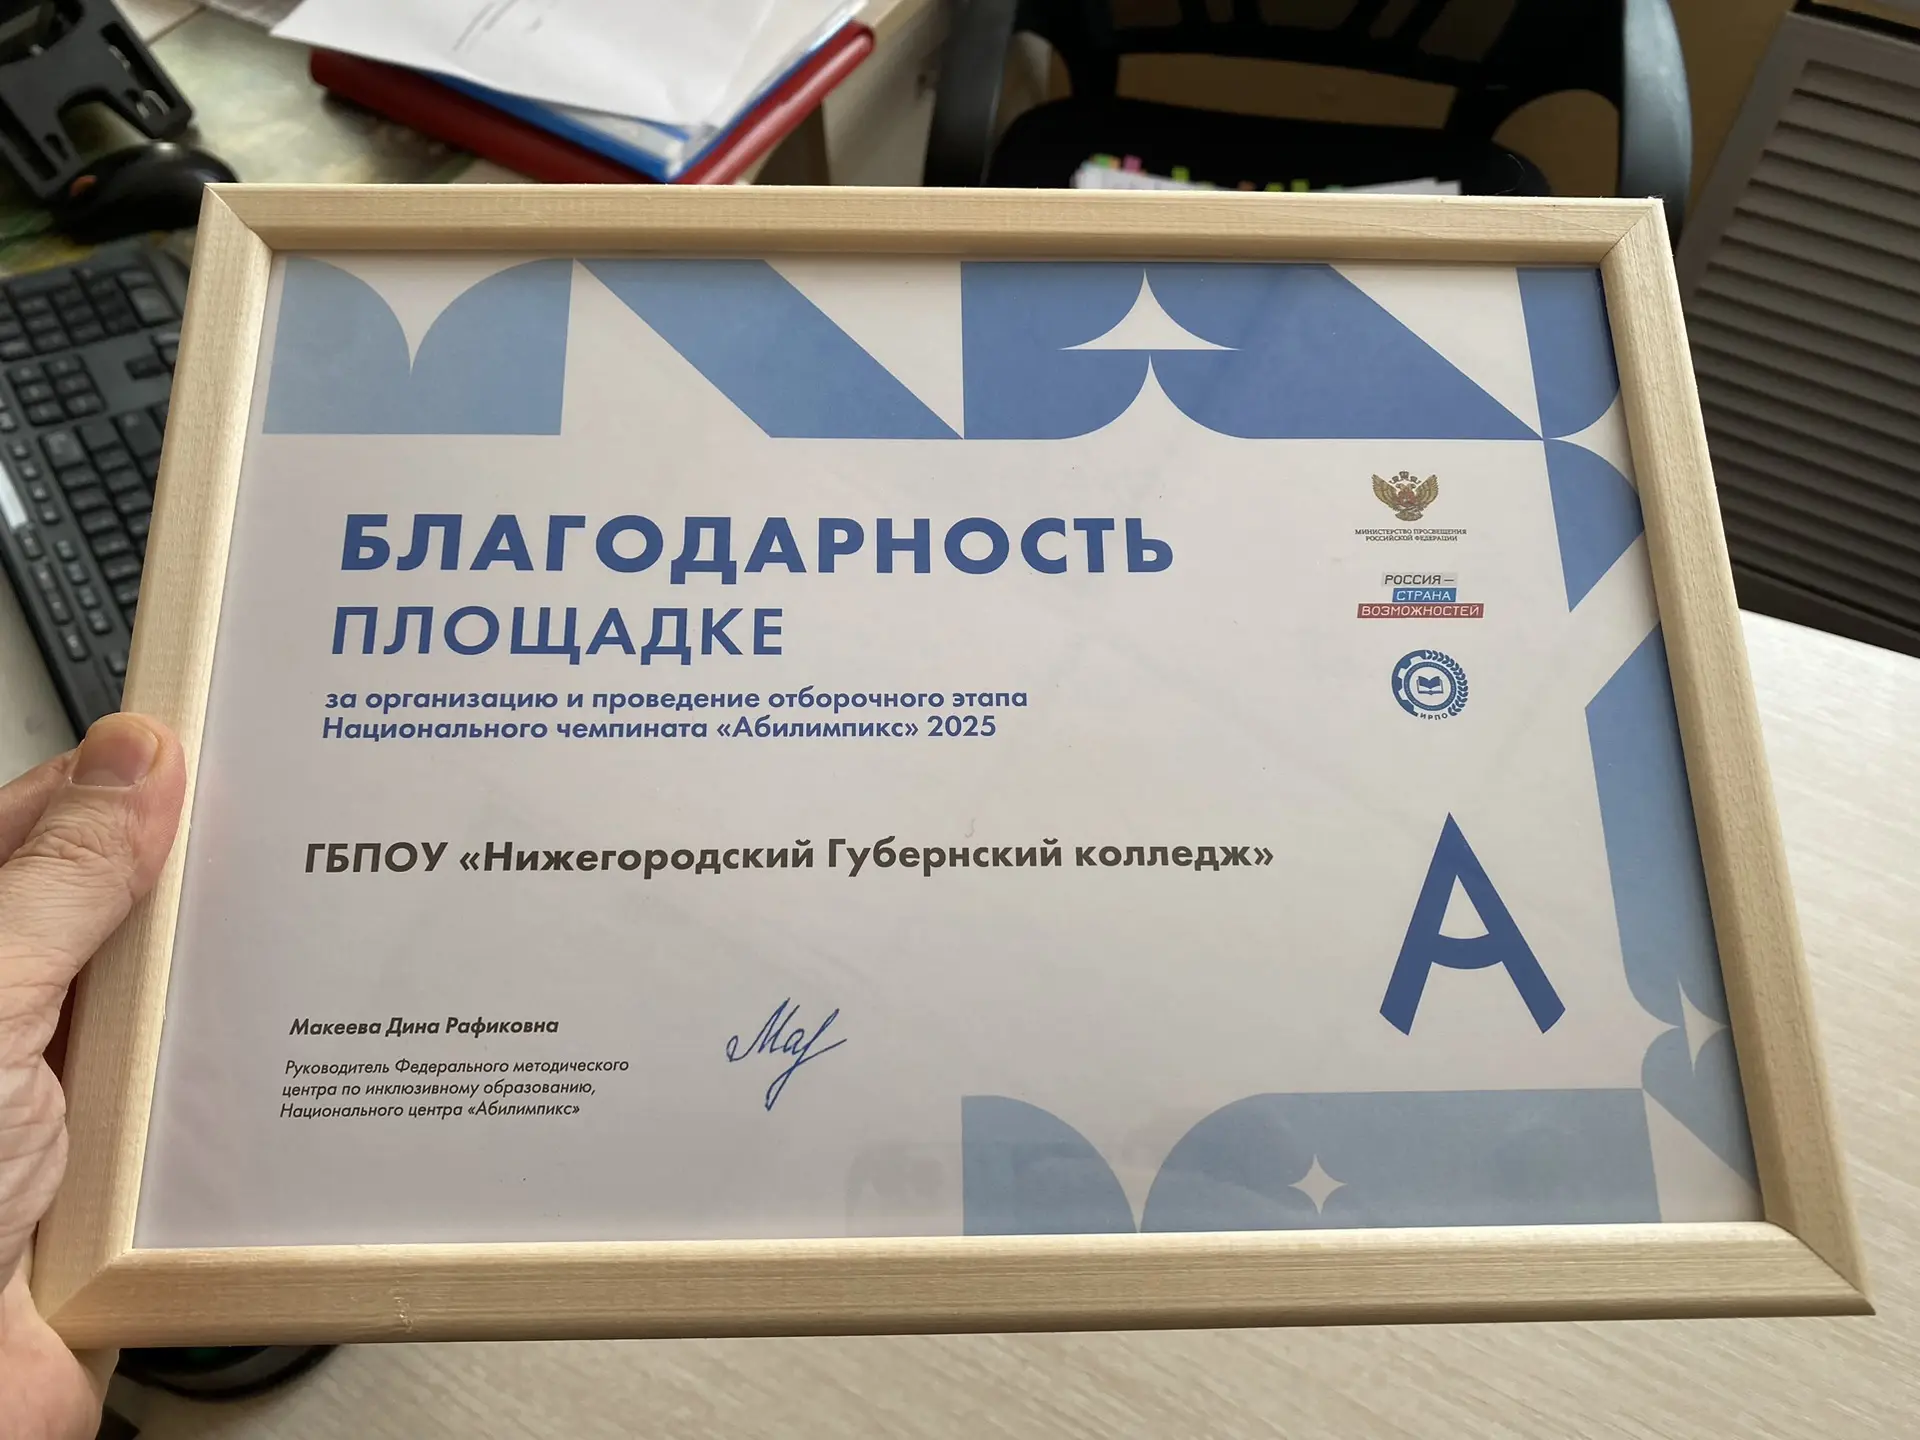 БЛАГОДАРНОСТЬ
ПЛОЩАДКЕ
за организацию и проведение отборочного этапа
Национального чемпината «Абилимпикс» 2025
МИНИСТЕРСТВО ПРОСВЕЩЕНИЯ
РОССИЙСКОЙ ФЕДЕРАЦИИ
РОССИЯ –
СТРАНА
ВОЗМОЖНОСТЕЙ
ИРПО
ГБПОУ «Нижегородский Губернский колледж»
А
Макеева Дина Рафиковна
Руководитель Федерального методического
центра по инклюзивному образованию,
Национального центра «Абилимпикс»